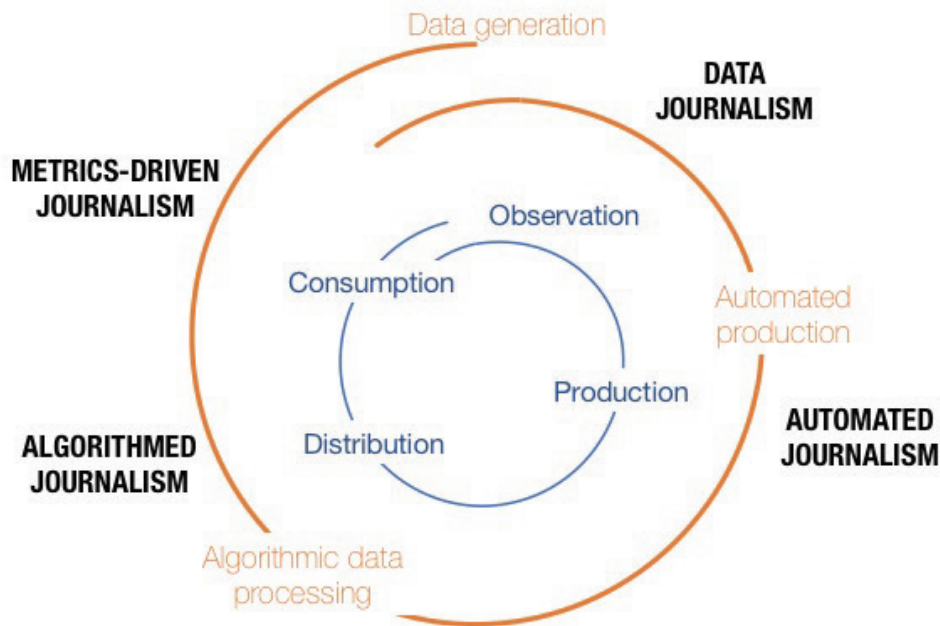 Data generation
DATA
JOURNALISM
METRICS-DRIVEN
JOURNALISM
Observation
Consumption
Automated
production
Production
Distribution
AUTOMATED
JOURNALISM
ALGORITHMED
JOURNALISM
Algorithmic data
processing